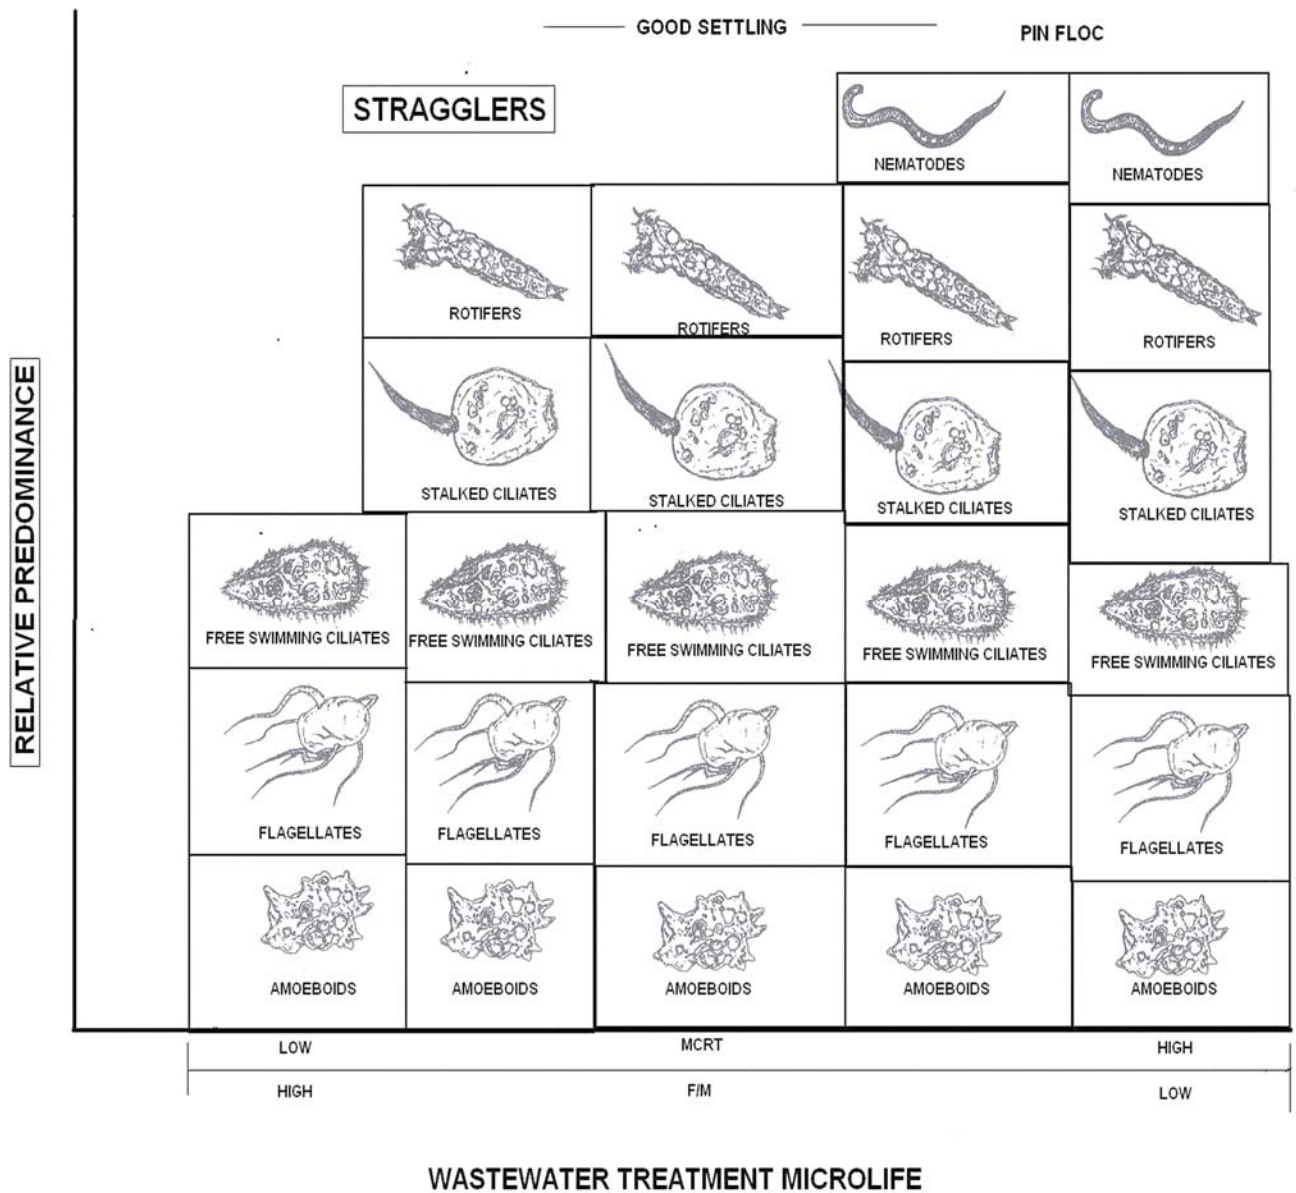 GOOD SETTLING
PIN FLOC
STRAGGLERS
NEMATODES
NEMATODES
ROTIFERS
ROTIFERS
ROTIFERS
ROTIFERS
STALKED CILIATES
STALKED CILIATES
STALKED CILIATES
STALKED CILIATES
FREE SWIMMING CILIATES
FREE SWIMMING CILIATES
FREE SWIMMING CILIATES
FREE SWIMMING CILIATES
FREE SWIMMING CILIATES
FLAGELLATES
FLAGELLATES
FLAGELLATES
FLAGELLATES
FLAGELLATES
AMOEBOIDS
AMOEBOIDS
AMOEBOIDS
AMOEBOIDS
AMOEBOIDS
RELATIVE PREDOMINANCE
LOW MCRT HIGH
HIGH F/M LOW
WASTEWATER TREATMENT MICROLIFE